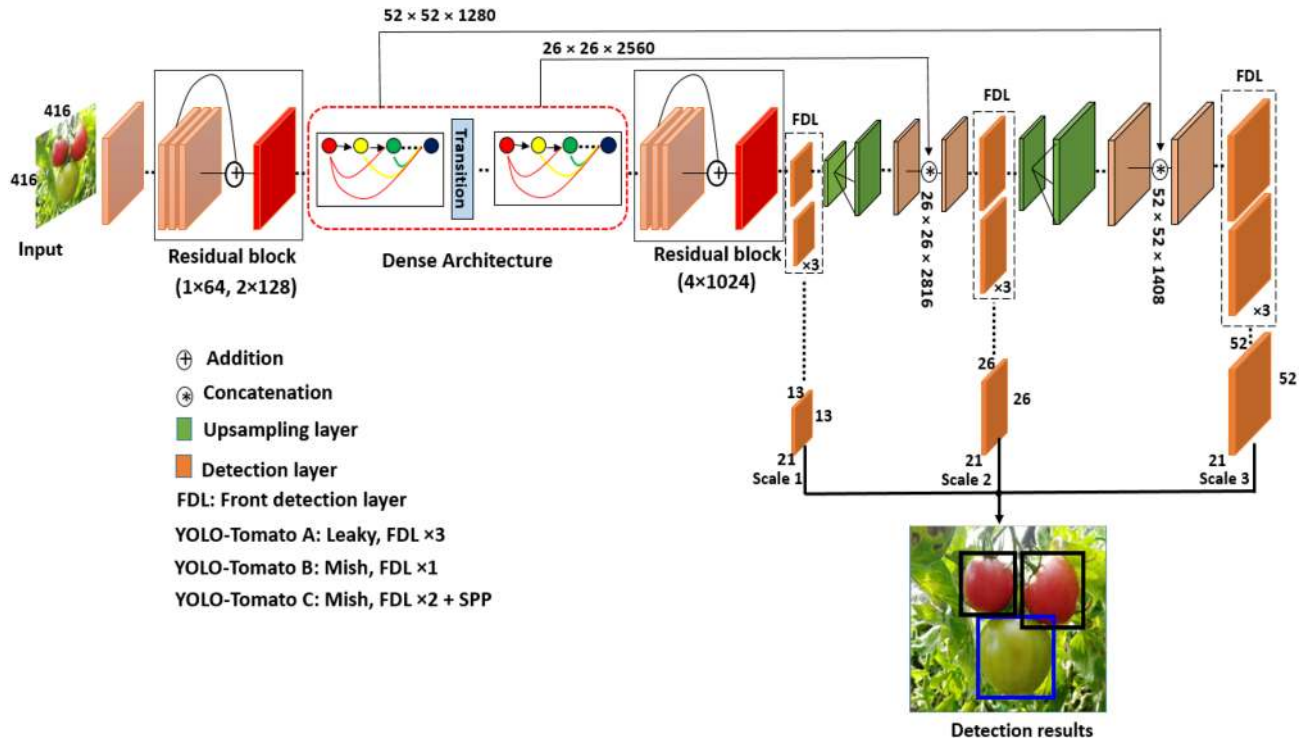 52 × 52 × 1280
26 × 26 × 2560
416
416
Input
Residual block
(1×64, 2×128)
Transition
Dense Architecture
Residual block
(4×1024)
FDL
×3
26 × 26 × 2816
FDL
×3
52 × 52 × 1408
FDL
×3
13
13
21
Scale 1
26
26
21
Scale 2
52
52
21
Scale 3
Addition
Concatenation
Upsampling layer
Detection layer
FDL: Front detection layer
YOLO-Tomato A: Leaky, FDL ×3
YOLO-Tomato B: Mish, FDL ×1
YOLO-Tomato C: Mish, FDL ×2 + SPP
Detection results